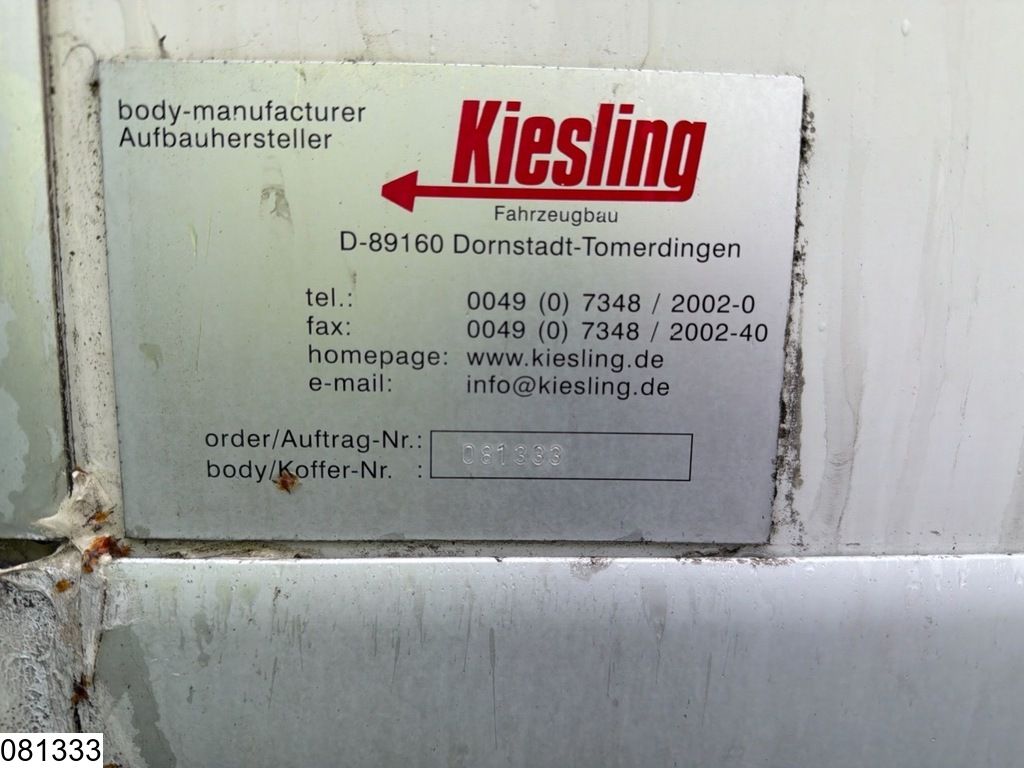 body-manufacturer
Aufbauhersteller
Kiesling
Fahrzeugbau
D-89160 Dornstadt-Tomerdingen
tel.: 0049 (0) 7348 / 2002-0
fax: 0049 (0) 7348 / 2002-40
homepage: www.kiesling.de
e-mail: info@kiesling.de
order/Auftrag-Nr.: 081333
body/Koffer-Nr. :
081333